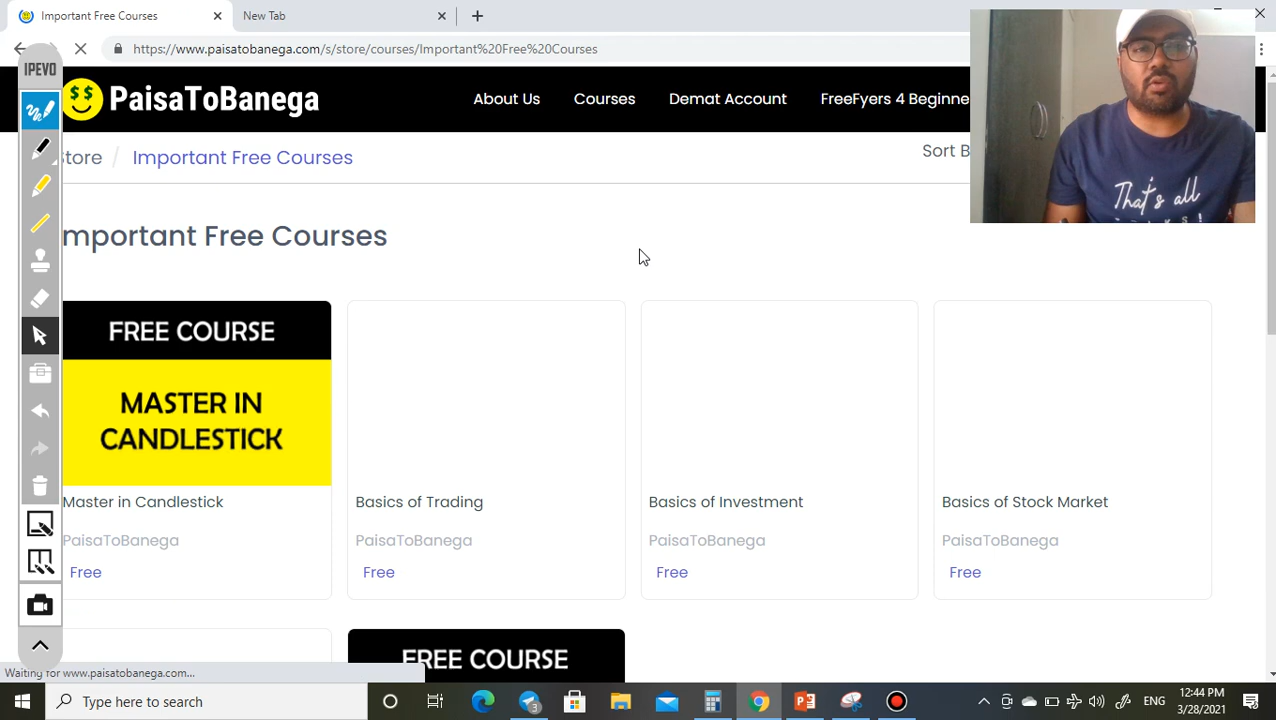 Important Free Courses
New Tab
https://www.paisatobanega.com/s/store/courses/Important%20Free%20Courses
IPEVO
$$
PaisaToBanega
About Us
Courses
Demat Account
FreeFyers 4 Beginne
tore / Important Free Courses
Sort B
That's all
mportant Free Courses
FREE COURSE
MASTER IN
CANDLESTICK
Master in Candlestick
PaisaToBanega
Free
Basics of Trading
PaisaToBanega
Free
Basics of Investment
PaisaToBanega
Free
Basics of Stock Market
PaisaToBanega
Free
FREE COURSE
Waiting for www.paisatobanega.com...
Type here to search
3
ENG
12:44 PM
3/28/2021